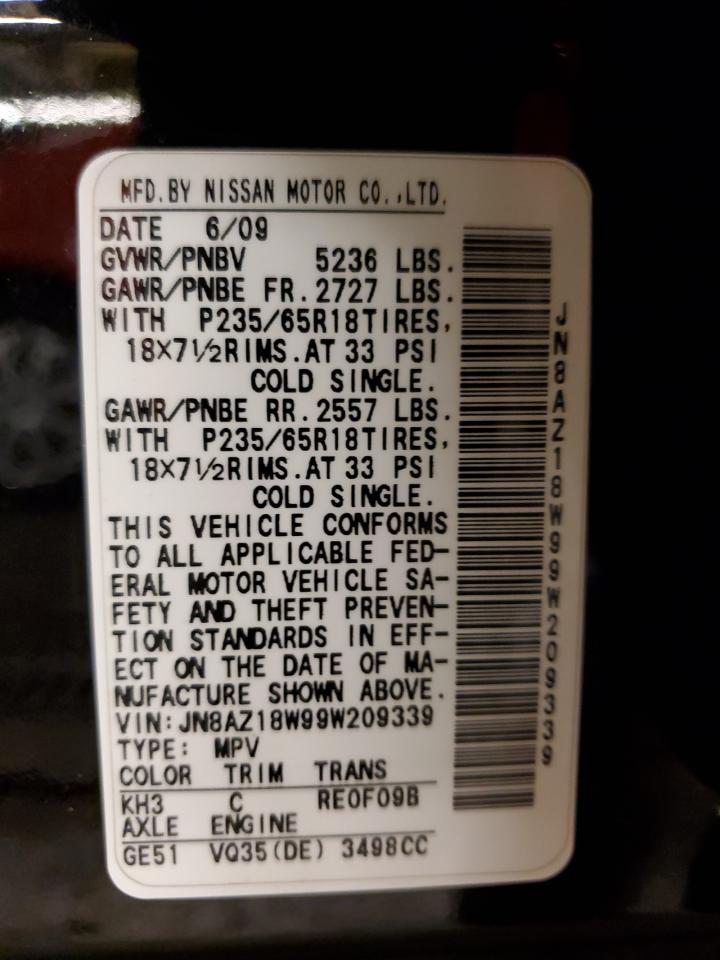 MFD.BY NISSAN MOTOR CO.,LTD.
DATE 6/09
GVWR/PNBV 5236 LBS.
GAWR/PNBE FR.2727 LBS.
WITH P235/65R18TIRES,
18X7½RIMS.AT 33 PSI
COLD SINGLE.
GAWR/PNBE RR.2557 LBS.
WITH P235/65R18TIRES,
18X7½RIMS.AT 33 PSI
COLD SINGLE.
THIS VEHICLE CONFORMS
TO ALL APPLICABLE FED-
ERAL MOTOR VEHICLE SA-
FETY AND THEFT PREVEN-
TION STANDARDS IN EFF-
ECT ON THE DATE OF MA-
NUFACTURE SHOWN ABOVE.
VIN:JN8AZ18W99W209339
TYPE: MPV
COLOR TRIM TRANS
KH3 C RE0F09B
AXLE ENGINE
GE51 VQ35(DE) 3498CC
JN8AZ18W99W209339